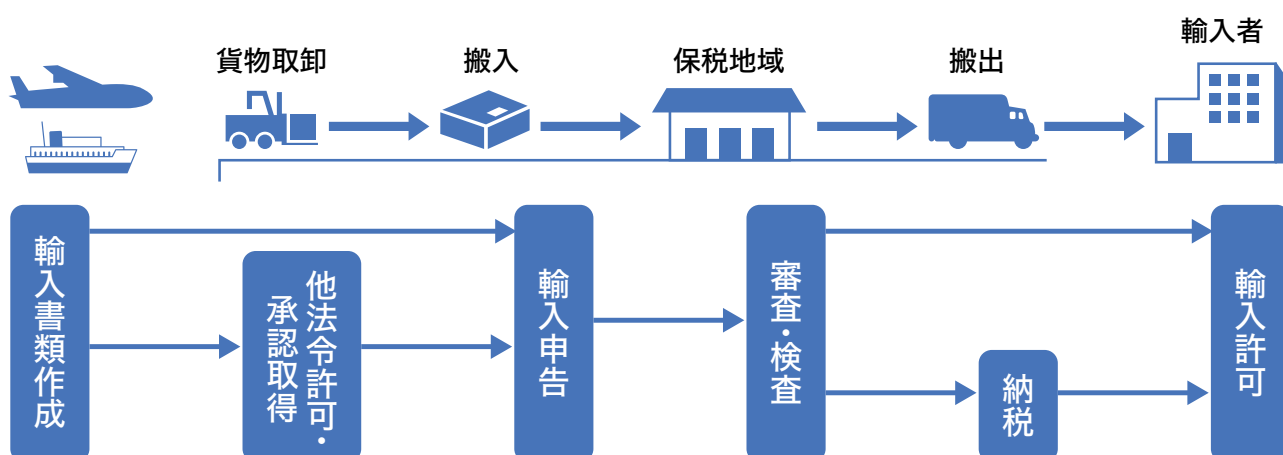 貨物取卸
搬入
保税地域
搬出
輸入者
輸入書類作成
他法令許可・
承認取得
輸入申告
審査・検査
納税
輸入許可